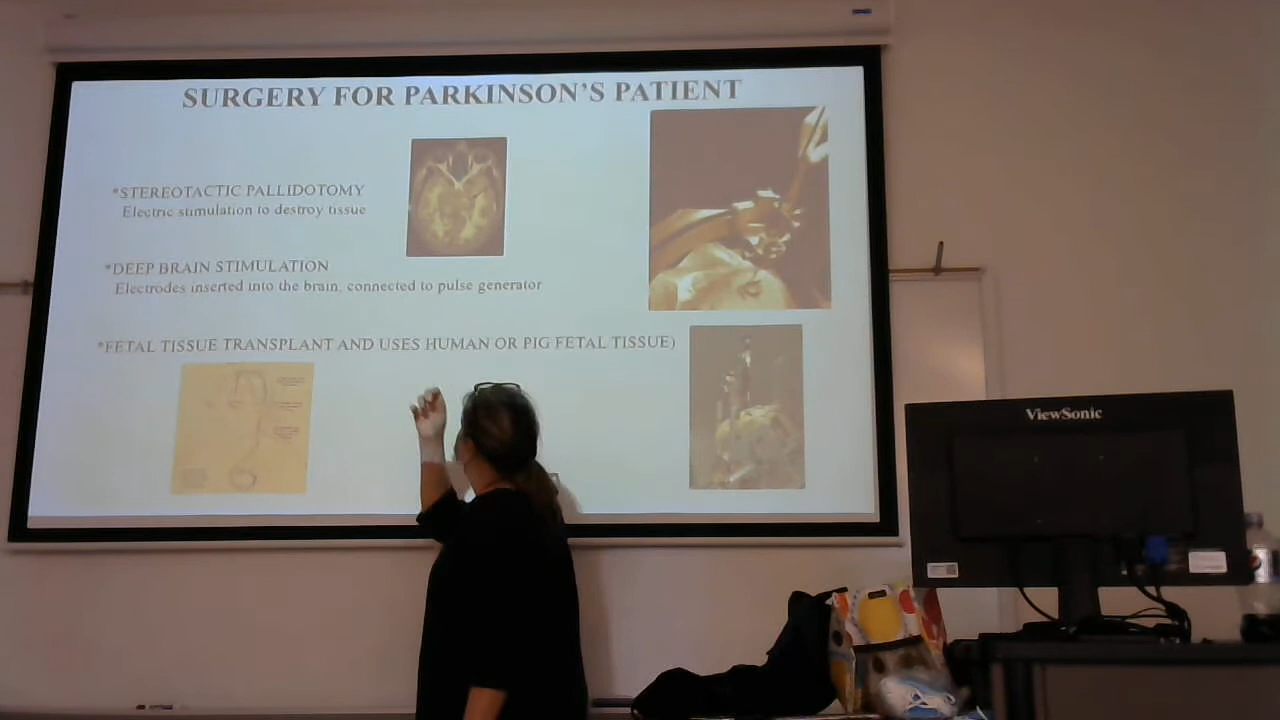 SURGERY FOR PARKINSON'S PATIENT
*STEREOTACTIC PALLIDOTOMY
Electric stimulation to destroy tissue
*DEEP BRAIN STIMULATION
Electrodes inserted into the brain, connected to pulse generator
*FETAL TISSUE TRANSPLANT AND USES HUMAN OR PIG FETAL TISSUE)
ViewSonic